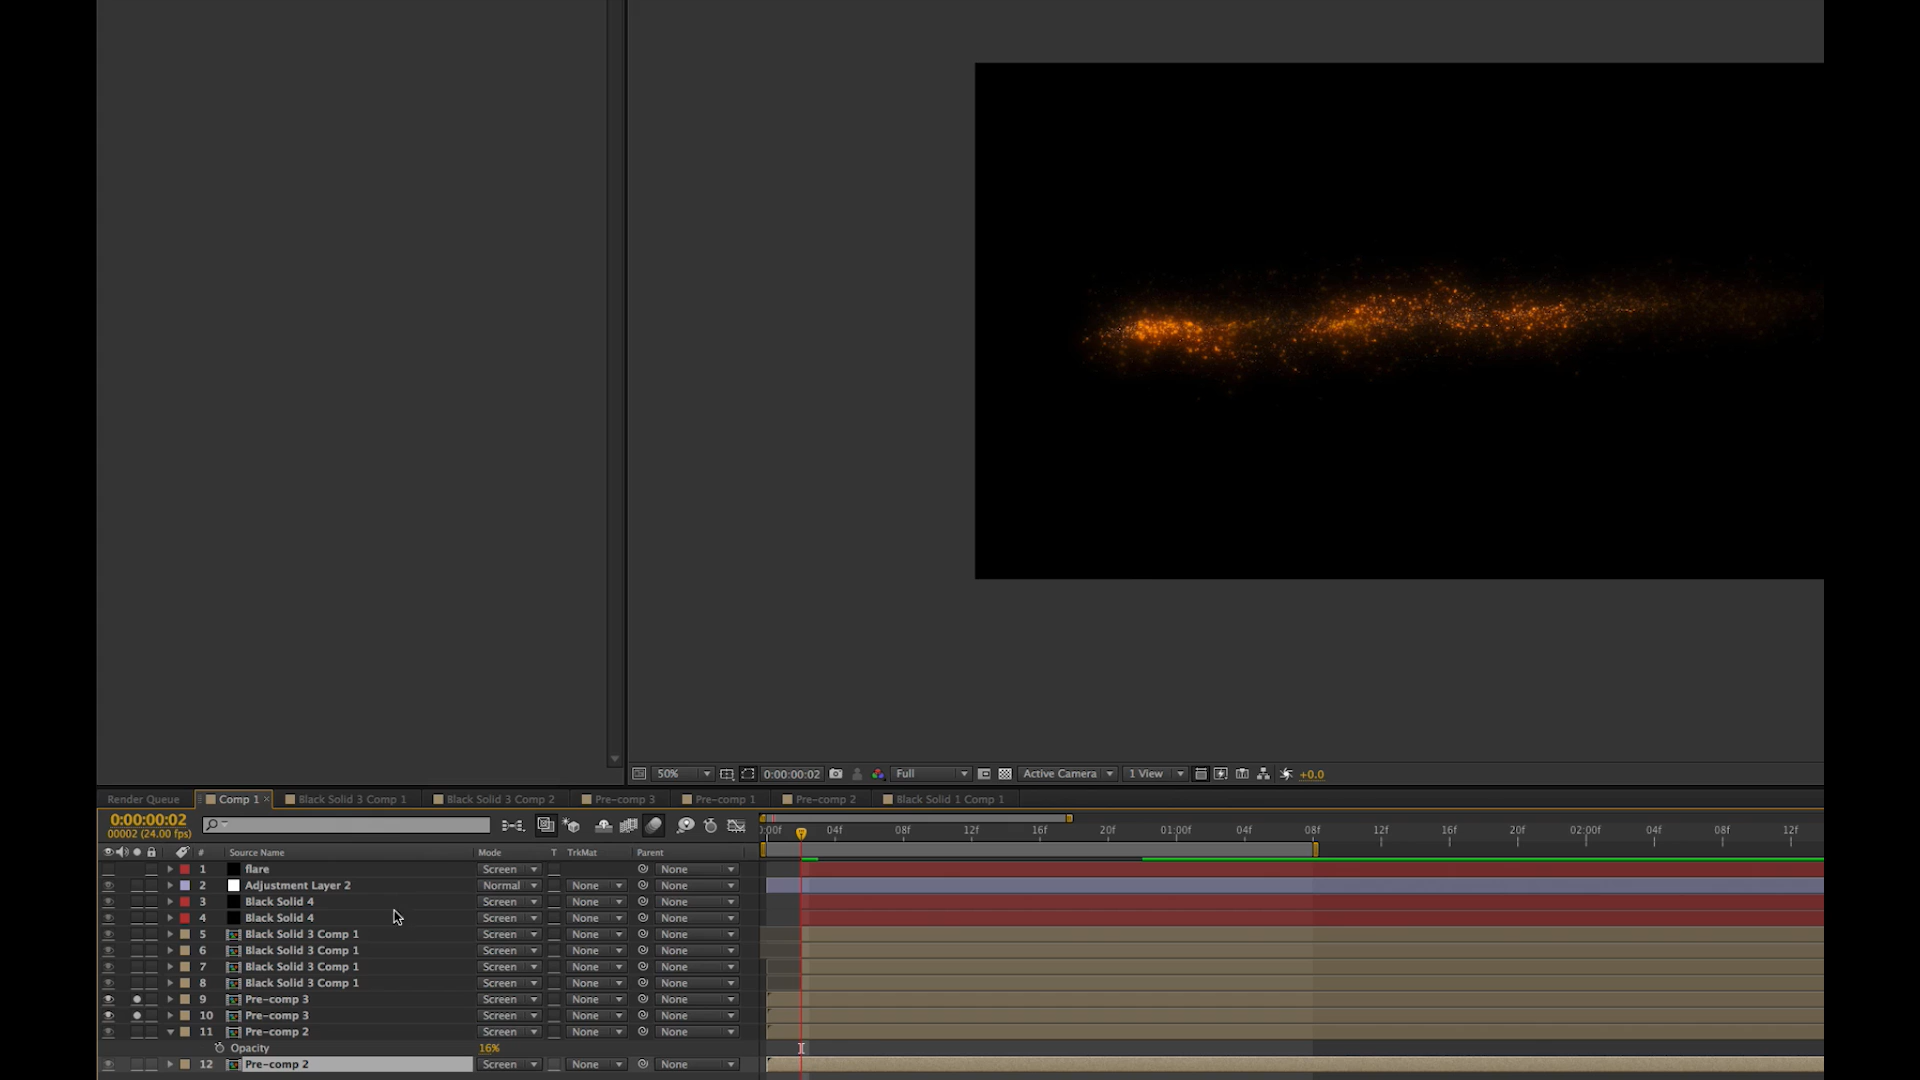 50% 0:00:00:02 Full Active Camera 1 View +0.0
Render Queue Comp 1 × Black Solid 3 Comp 1 Black Solid 3 Comp 2 Pre-comp 3 Pre-comp 1 Pre-comp 2 Black Solid 1 Comp 1
0:00:00:02
00002 (24.00 fps)
:00f 04f 08f 12f 16f 20f 01:00f 04f 08f 12f 16f 20f 02:00f 04f 08f 12f
# Source Name Mode T TrkMat Parent
1 flare Screen None
2 Adjustment Layer 2 Normal None None
3 Black Solid 4 Screen None None
4 Black Solid 4 Screen None None
5 Black Solid 3 Comp 1 Screen None None
6 Black Solid 3 Comp 1 Screen None None
7 Black Solid 3 Comp 1 Screen None None
8 Black Solid 3 Comp 1 Screen None None
9 Pre-comp 3 Screen None None
10 Pre-comp 3 Screen None None
11 Pre-comp 2 Screen None None
Opacity 16%
12 Pre-comp 2 Screen None None